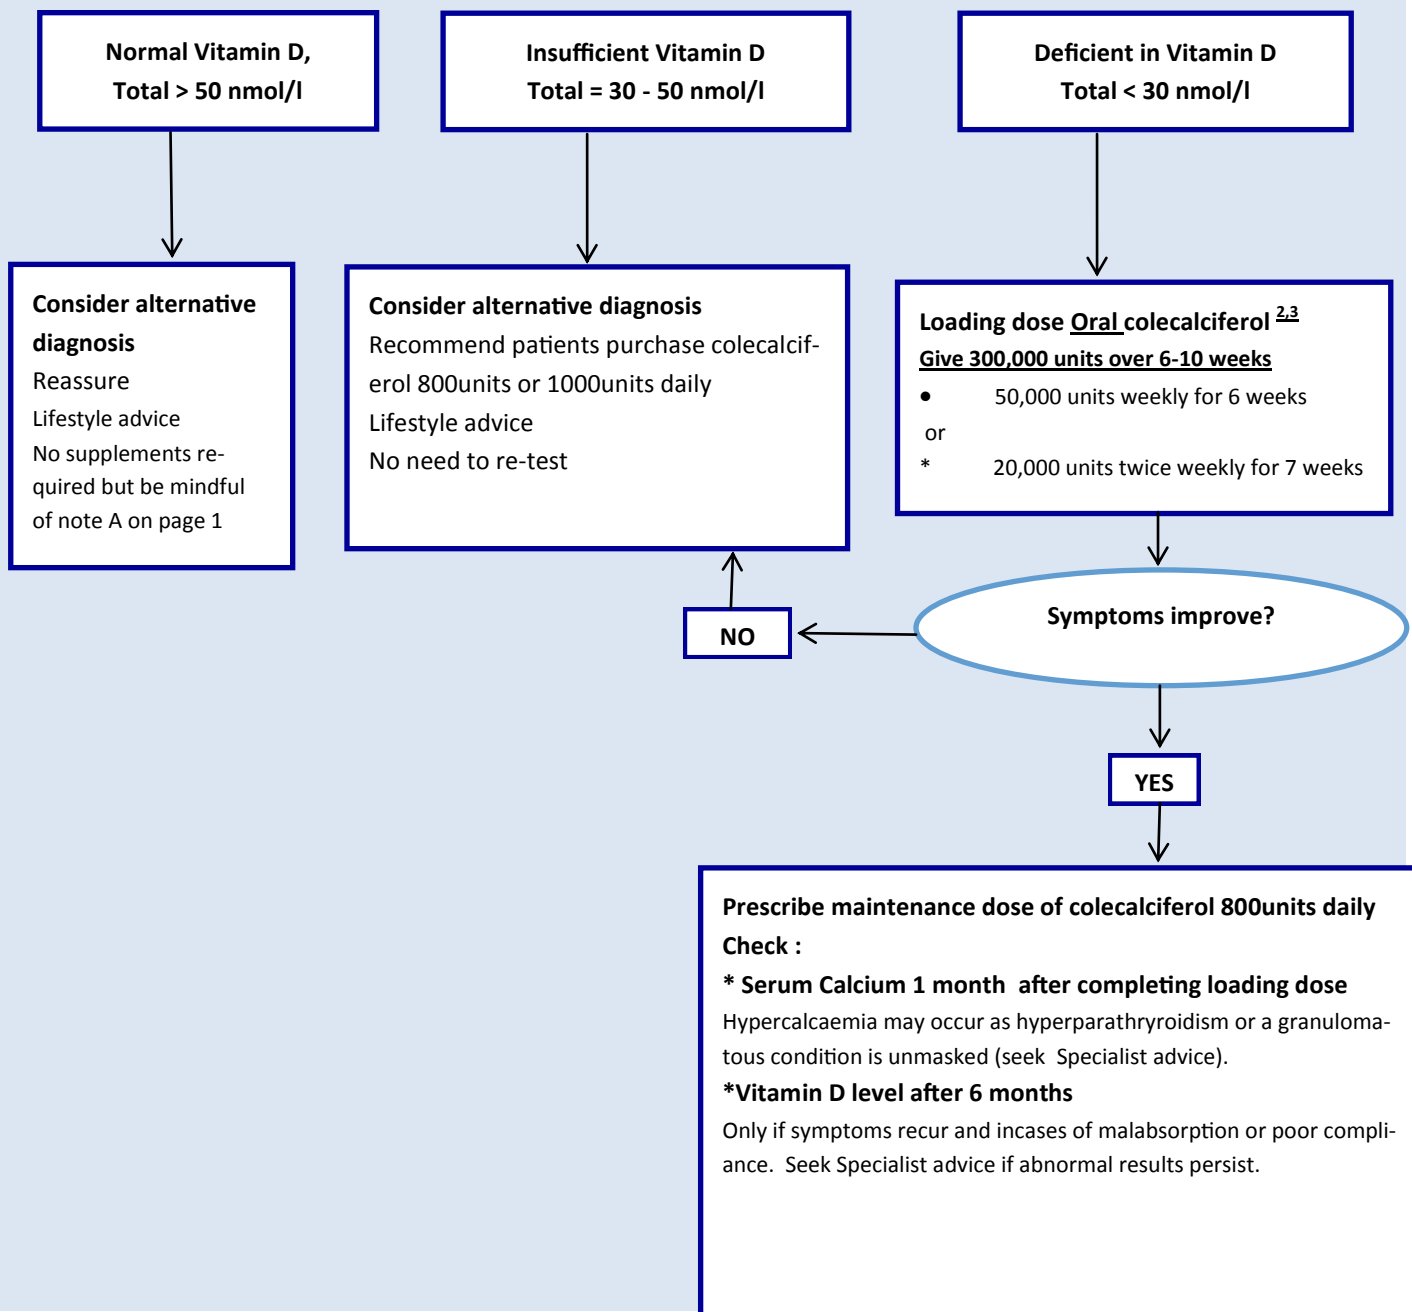 Normal Vitamin D,
Total > 50 nmol/l
Insufficient Vitamin D
Total = 30 - 50 nmol/l
Deficient in Vitamin D
Total < 30 nmol/l
Consider alternative
diagnosis
Reassure
Lifestyle advice
No supplements re-
quired but be mindful
of note A on page 1
Consider alternative diagnosis
Recommend patients purchase colecalcif-
erol 800units or 1000units daily
Lifestyle advice
No need to re-test
Loading dose Oral colecalciferol 2,3
Give 300,000 units over 6-10 weeks
• 50,000 units weekly for 6 weeks
or
* 20,000 units twice weekly for 7 weeks
Symptoms improve?
NO
YES
Prescribe maintenance dose of colecalciferol 800units daily
Check :
* Serum Calcium 1 month after completing loading dose
Hypercalcaemia may occur as hyperparathryroidism or a granuloma-
tous condition is unmasked (seek Specialist advice).
*Vitamin D level after 6 months
Only if symptoms recur and incases of malabsorption or poor compli-
ance. Seek Specialist advice if abnormal results persist.